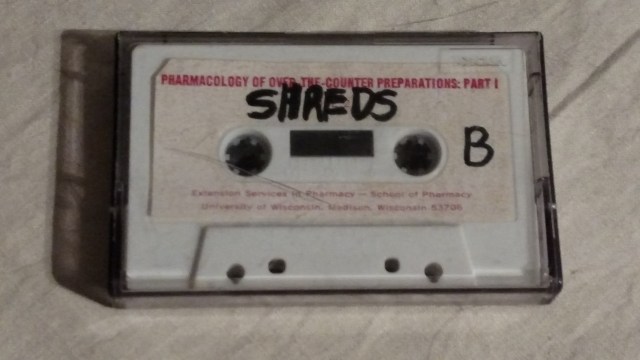 PHARMACOLOGY OF OVER-THE-COUNTER PREPARATIONS: PART I
SHREDS
B
Extension Services in Pharmacy — School of Pharmacy
University of Wisconsin, Madison, Wisconsin 53706